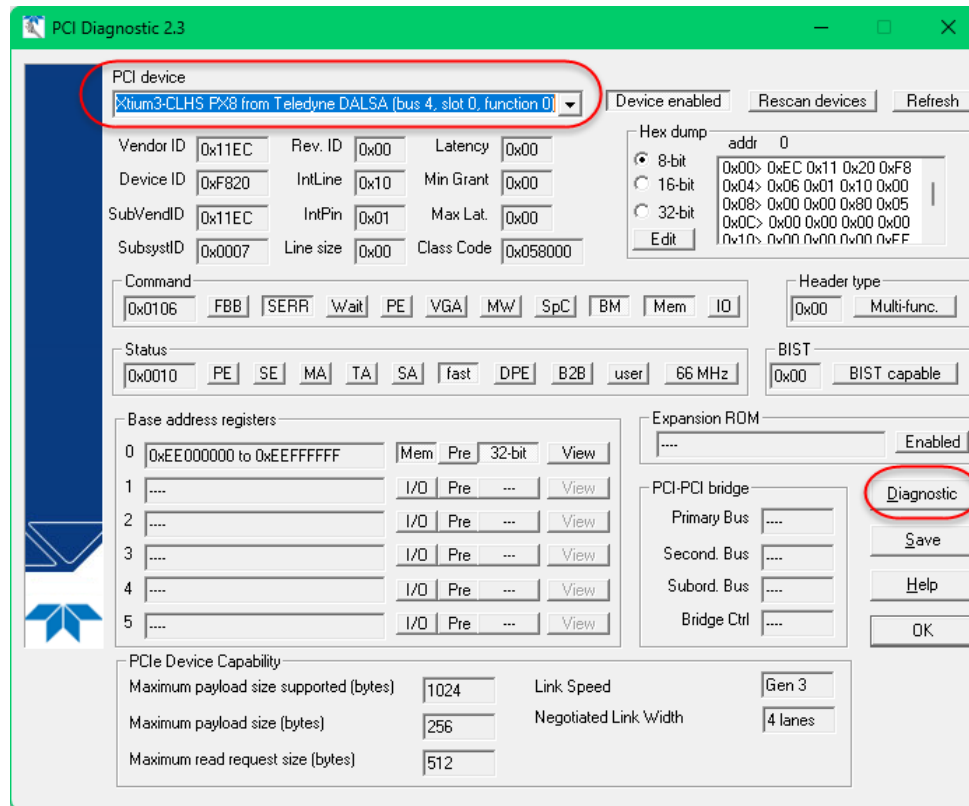 PCI Diagnostic 2.3
PCI device
Xtium3-CLHS PX8 from Teledyne DALSA (bus 4, slot 0, function 0)
Device enabled Rescan devices Refresh
Vendor ID 0x11EC Rev. ID 0x00 Latency 0x00
Device ID 0xF820 IntLine 0x10 Min Grant 0x00
SubVendID 0x11EC IntPin 0x01 Max Lat. 0x00
SubsystID 0x0007 Line size 0x00 Class Code 0x058000
Hex dump
addr 0
8-bit
16-bit
32-bit
Edit
0x00> 0xEC 0x11 0x20 0xF8
0x04> 0x06 0x01 0x10 0x00
0x08> 0x00 0x00 0x80 0x05
0x0C> 0x00 0x00 0x00 0x00
0x10> 0x00 0x00 0x00 0xEE
Command
0x0106 FBB SERR Wait PE VGA MW SpC BM Mem IO
Header type
0x00 Multi-func.
Status
0x0010 PE SE MA TA SA fast DPE B2B user 66 MHz
BIST
0x00 BIST capable
Base address registers
0 0xEE000000 to 0xEEFFFFFF Mem Pre 32-bit View
1 ---- I/O Pre --- View
2 ---- I/O Pre --- View
3 ---- I/O Pre --- View
4 ---- I/O Pre --- View
5 ---- I/O Pre --- View
Expansion ROM
---- Enabled
PCI-PCI bridge
Primary Bus ----
Second. Bus ----
Subord. Bus ----
Bridge Ctrl ----
Diagnostic
Save
Help
OK
PCIe Device Capability
Maximum payload size supported (bytes) 1024 Link Speed Gen 3
Maximum payload size (bytes) 256 Negotiated Link Width 4 lanes
Maximum read request size (bytes) 512